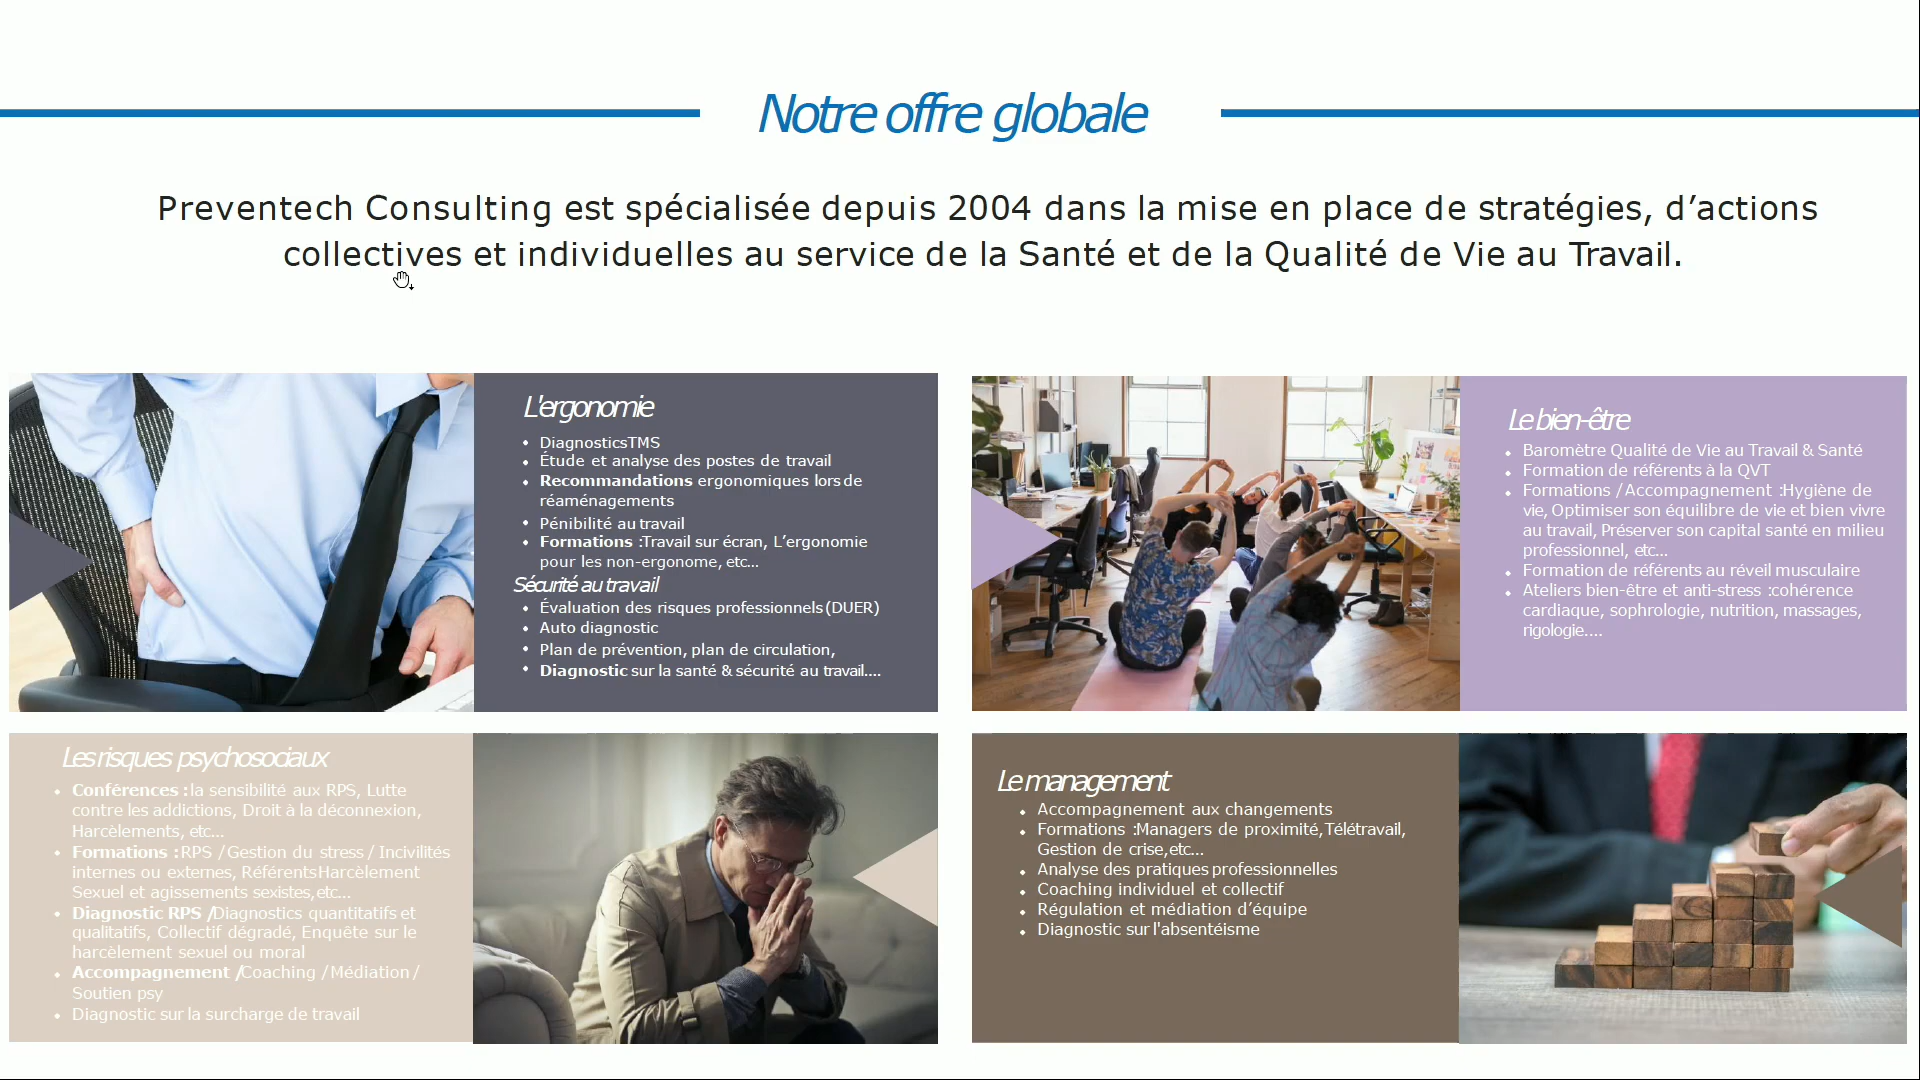 Notre offre globale
Preventech Consulting est spécialisée depuis 2004 dans la mise en place de stratégies, d’actions
collectives et individuelles au service de la Santé et de la Qualité de Vie au Travail.
L'ergonomie
• Diagnostics TMS
• Étude et analyse des postes de travail
• Recommandations ergonomiques lors de
réaménagements
• Pénibilité au travail
• Formations : Travail sur écran, L’ergonomie
pour les non-ergonome, etc...
Sécurité au travail
• Évaluation des risques professionnels (DUER)
• Auto diagnostic
• Plan de prévention, plan de circulation,
• Diagnostic sur la santé & sécurité au travail....
Le bien-être
• Baromètre Qualité de Vie au Travail & Santé
• Formation de référents à la QVT
• Formations / Accompagnement : Hygiène de
vie, Optimiser son équilibre de vie et bien vivre
au travail, Préserver son capital santé en milieu
professionnel, etc...
• Formation de référents au réveil musculaire
• Ateliers bien-être et anti-stress : cohérence
cardiaque, sophrologie, nutrition, massages,
rigologie....
Les risques psychosociaux
• Conférences : la sensibilité aux RPS, Lutte
contre les addictions, Droit à la déconnexion,
Harcèlements, etc...
• Formations : RPS / Gestion du stress / Incivilités
internes ou externes, Référents Harcèlement
Sexuel et agissements sexistes, etc...
• Diagnostic RPS / Diagnostics quantitatifs et
qualitatifs, Collectif dégradé, Enquête sur le
harcèlement sexuel ou moral
• Accompagnement / Coaching / Médiation /
Soutien psy
• Diagnostic sur la surcharge de travail
Le management
• Accompagnement aux changements
• Formations : Managers de proximité, Télétravail,
Gestion de crise, etc...
• Analyse des pratiques professionnelles
• Coaching individuel et collectif
• Régulation et médiation d’équipe
• Diagnostic sur l'absentéisme